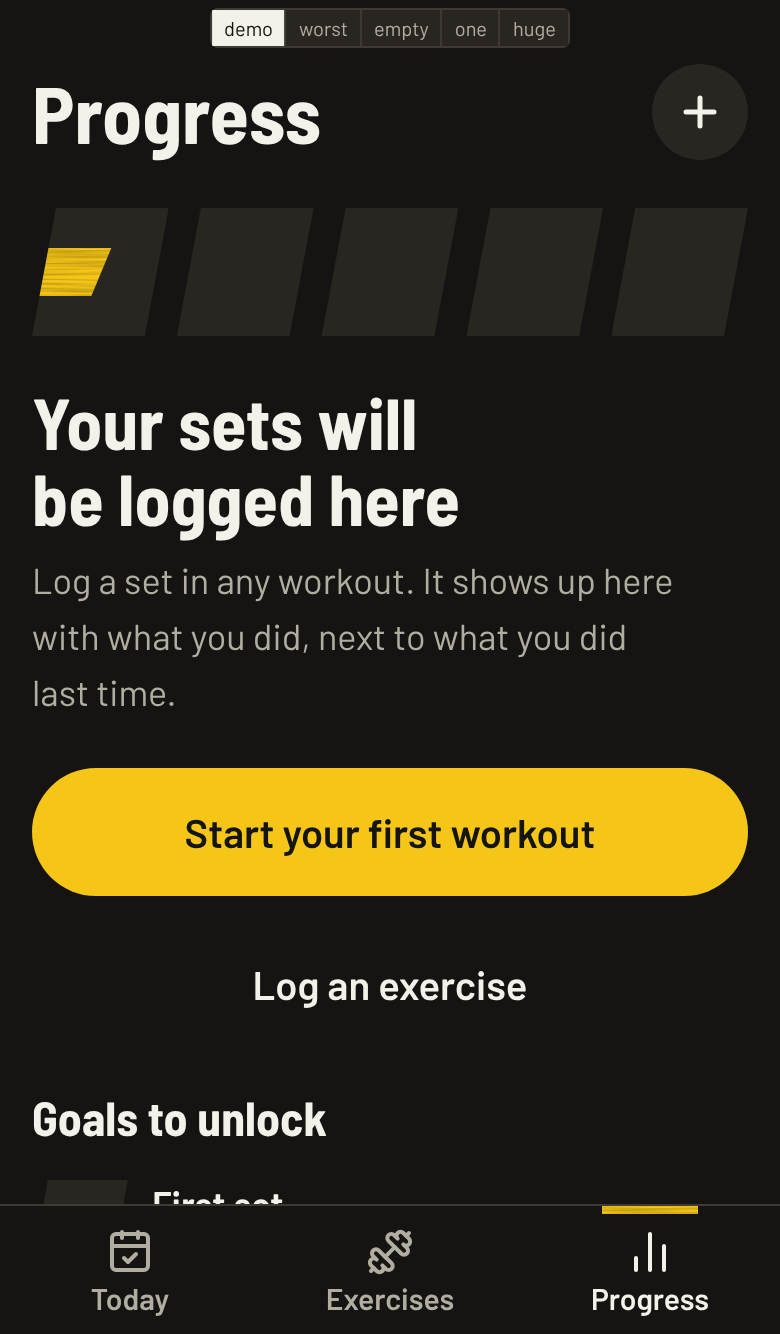 demo worst empty one huge
Progress
Your sets will
be logged here
Log a set in any workout. It shows up here
with what you did, next to what you did
last time.
Start your first workout
Log an exercise
Goals to unlock
First set
Today Exercises Progress